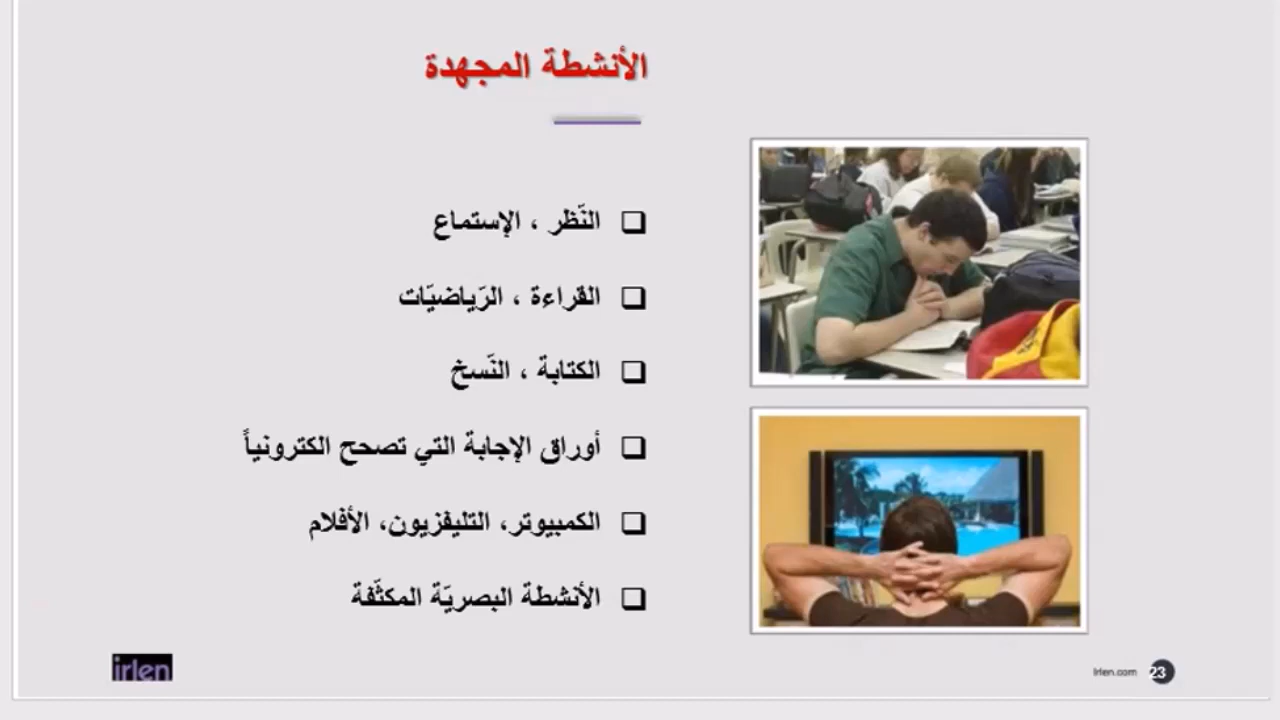 الأنشطة المجهدة
النّظر ، الإستماع
القراءة ، الرّياضيّات
الكتابة ، النّسخ
أوراق الإجابة التي تصحح الكترونياً
الكمبيوتر، التليفزيون، الأفلام
الأنشطة البصريّة المكثّفة
irlen
Irlen.com 23